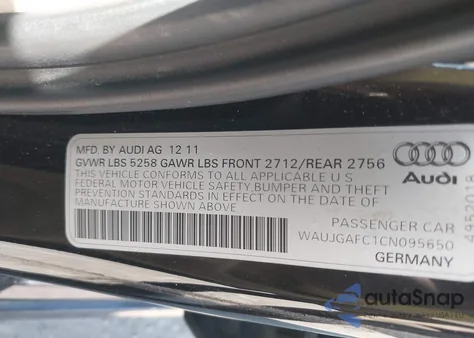 MFD. BY AUDI AG 12 11
GVWR LBS 5258 GAWR LBS FRONT 2712/REAR 2756
THIS VEHICLE CONFORMS TO ALL APPLICABLE U S
FEDERAL MOTOR VEHICLE SAFETY,BUMPER AND THEFT
PREVENTION STANDARDS IN EFFECT ON THE DATE OF
MANUFACTURE SHOWN ABOVE.
Audi
PASSENGER CAR
WAUJGAFC1CN095650
GERMANY
autoSnap